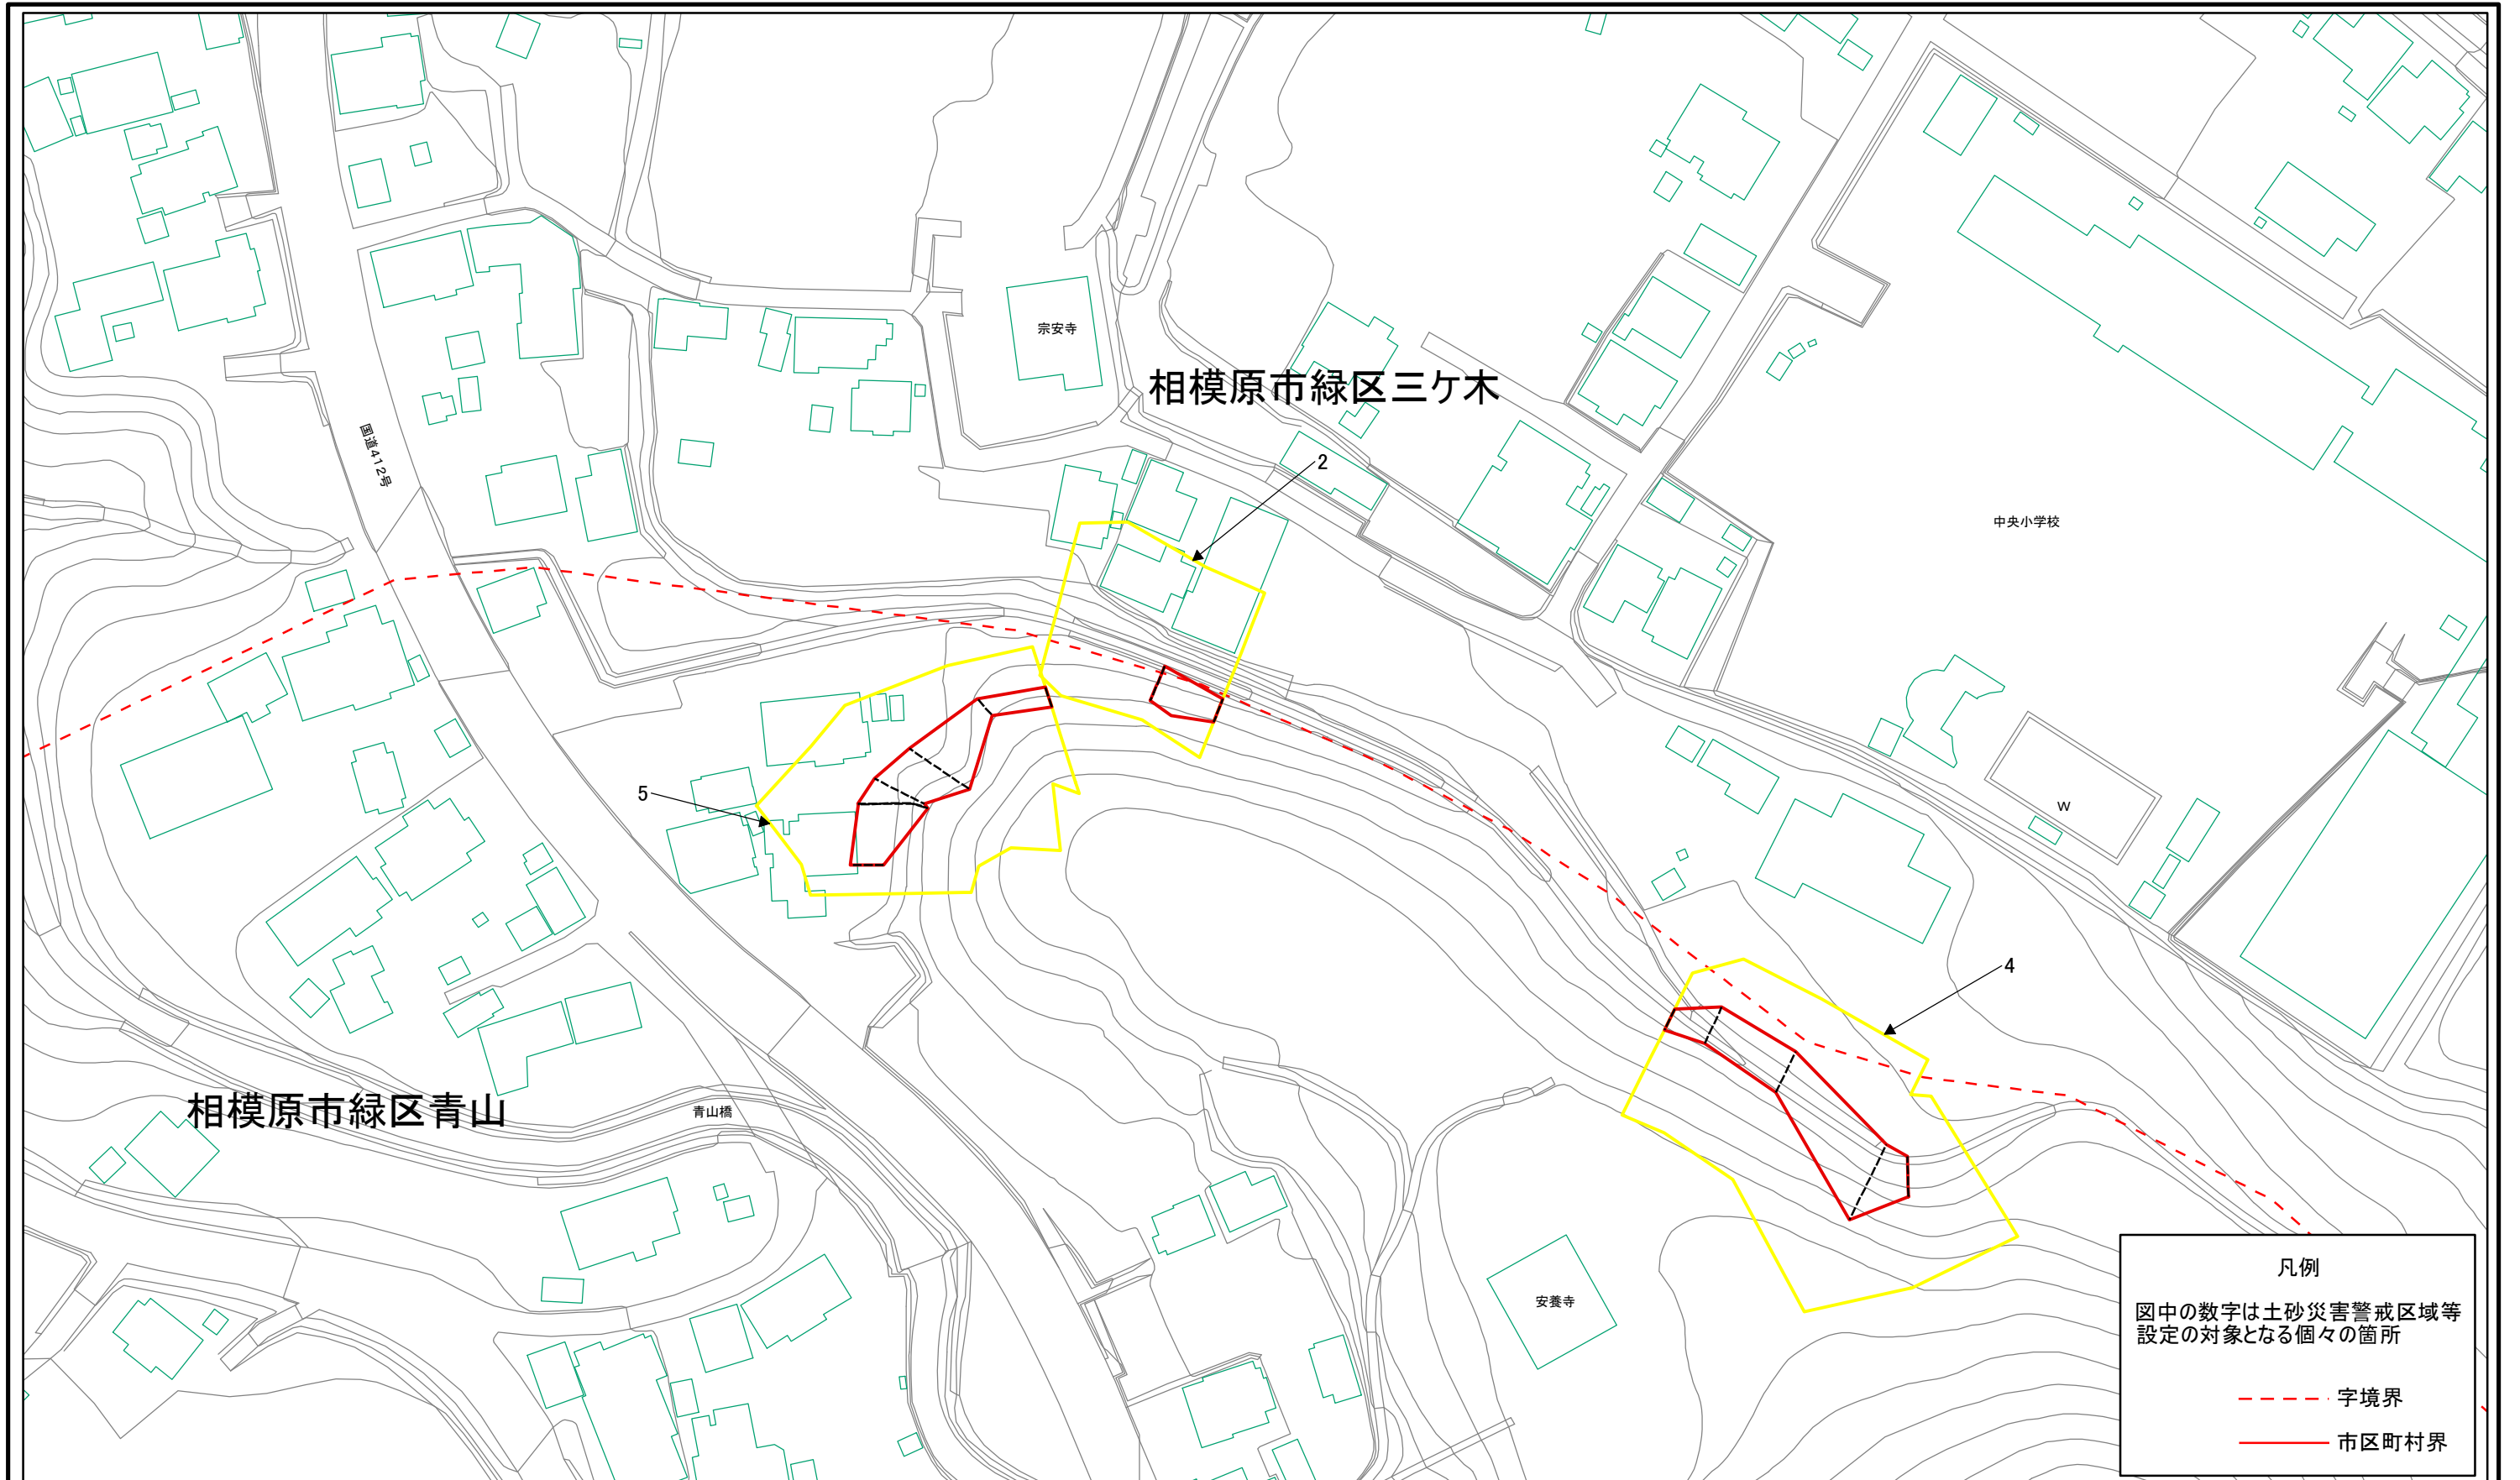 宗安寺
相模原市緑区三ケ木
国道412号
2
中央小学校
5
W
4
相模原市緑区青山
青山橋
安養寺
凡例
図中の数字は土砂災害警戒区域等
設定の対象となる個々の箇所
字境界
市区町村界